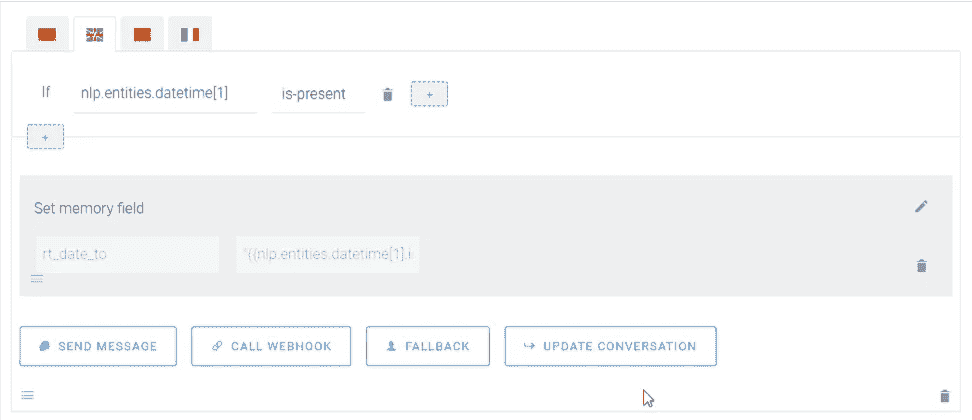 If nlp.entities.datetime[1] is-present +
+
Set memory field
rt_date_to "{{nlp.entities.datetime[1].i
SEND MESSAGE CALL WEBHOOK FALLBACK UPDATE CONVERSATION